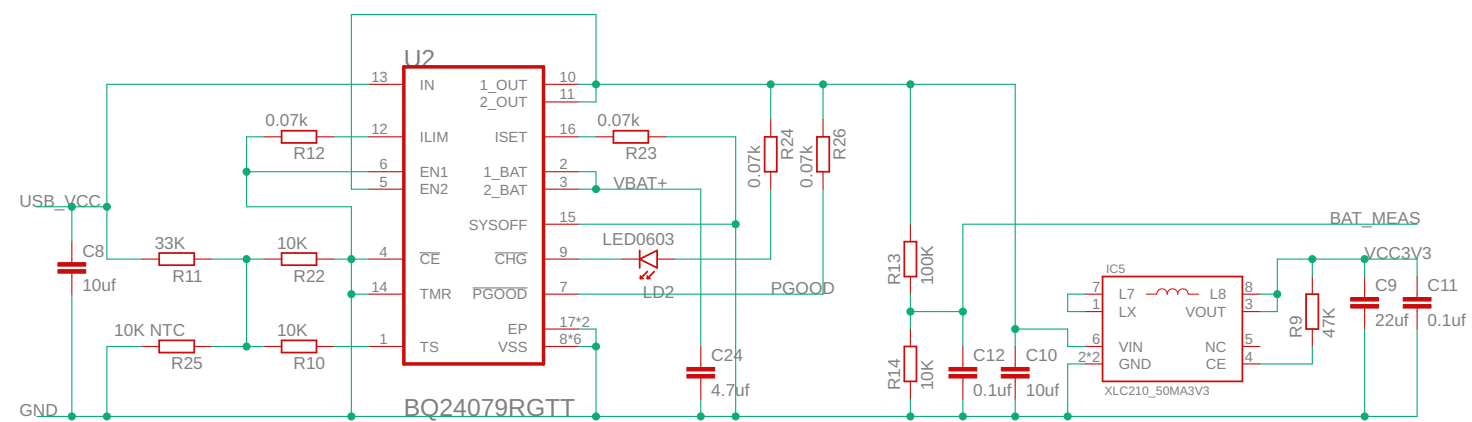 U2
13 IN 1_OUT 10
2_OUT 11
0.07k 12 ILIM ISET 16 0.07k
R12 R23
R24 0.07k
R26 0.07k
6 EN1 1_BAT 2
5 EN2 2_BAT 3 VBAT+
USB_VCC
SYSOFF 15
BAT_MEAS
33K 10K 4 CE CHG 9 LED0603
R11 R22 LD2
C8
10uf
14 TMR PGOOD 7 PGOOD
R13 100K
VCC3V3
IC5
7 L7 L8 8
1 LX VOUT 3
6 VIN NC 5
2*2 GND CE 4
XLC210_50MA3V3
R9 47K
C9
22uf
C11
0.1uf
EP 17*2
10K NTC 10K 1 TS VSS 8*6
R25 R10
C24
4.7uf
R14 10K
C12
0.1uf
C10
10uf
GND
BQ24079RGTT